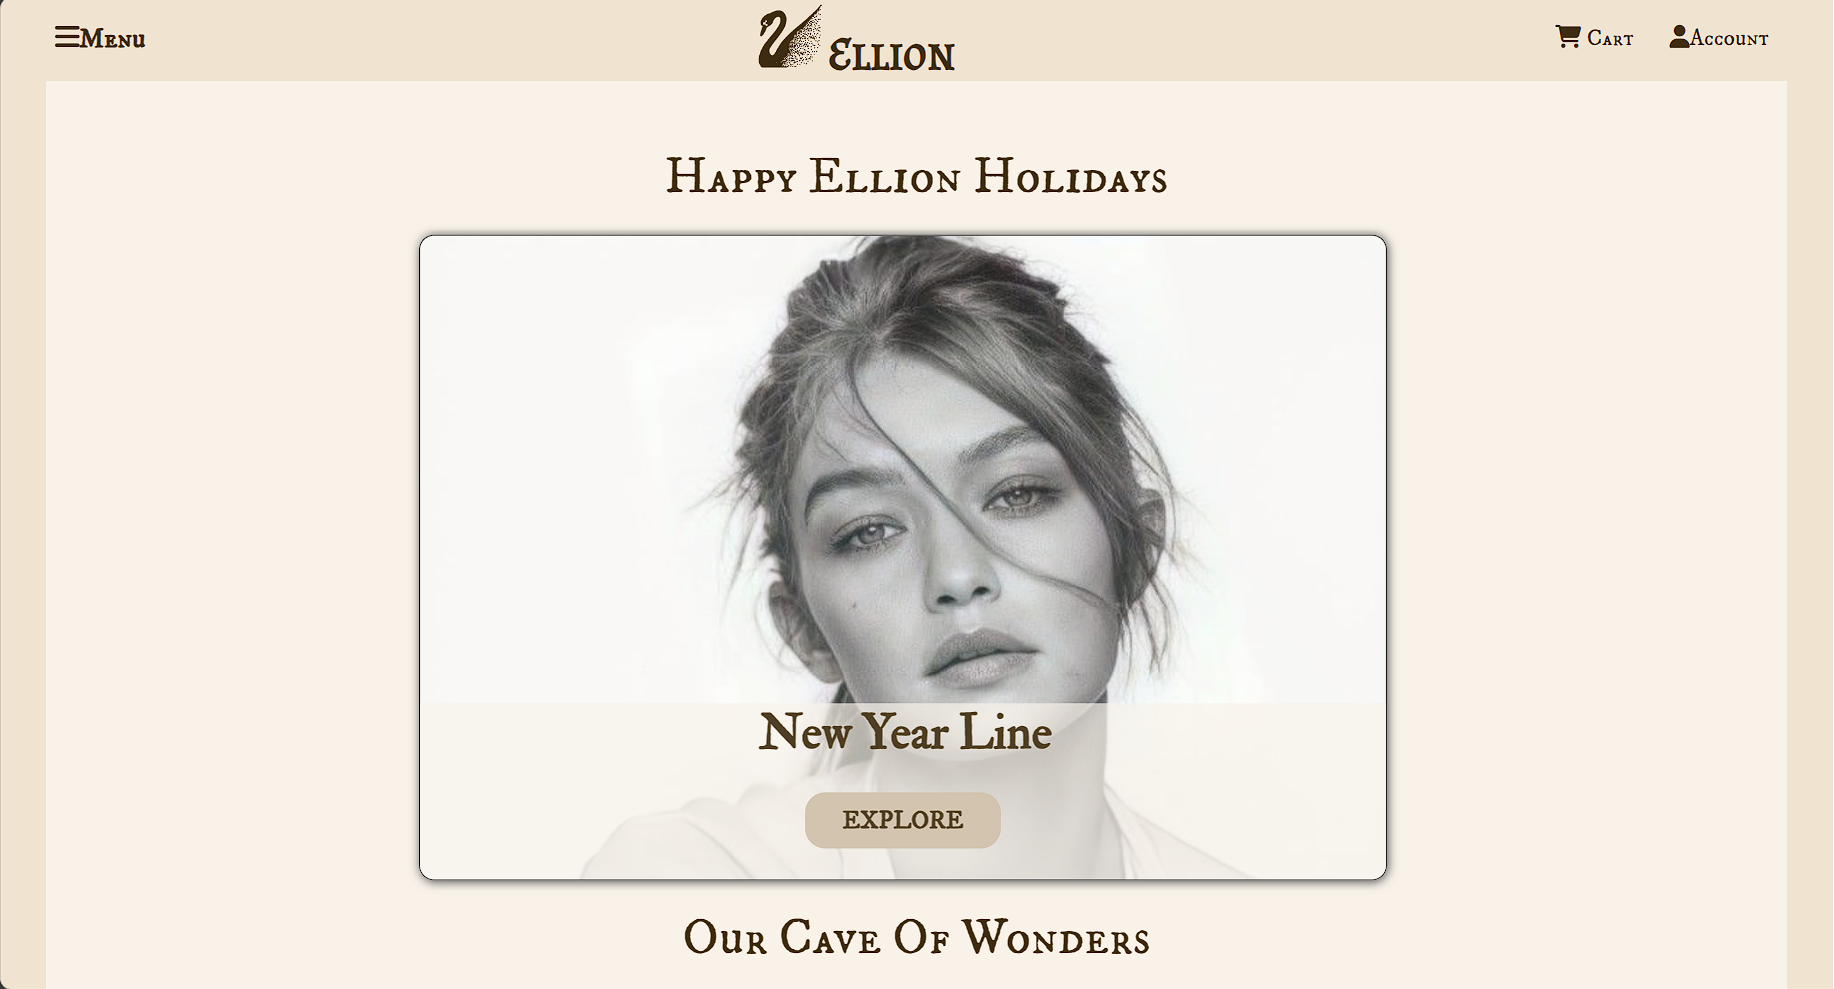 Menu
Ellion
Cart
Account
Happy Ellion Holidays
New Year Line
EXPLORE
Our Cave Of Wonders